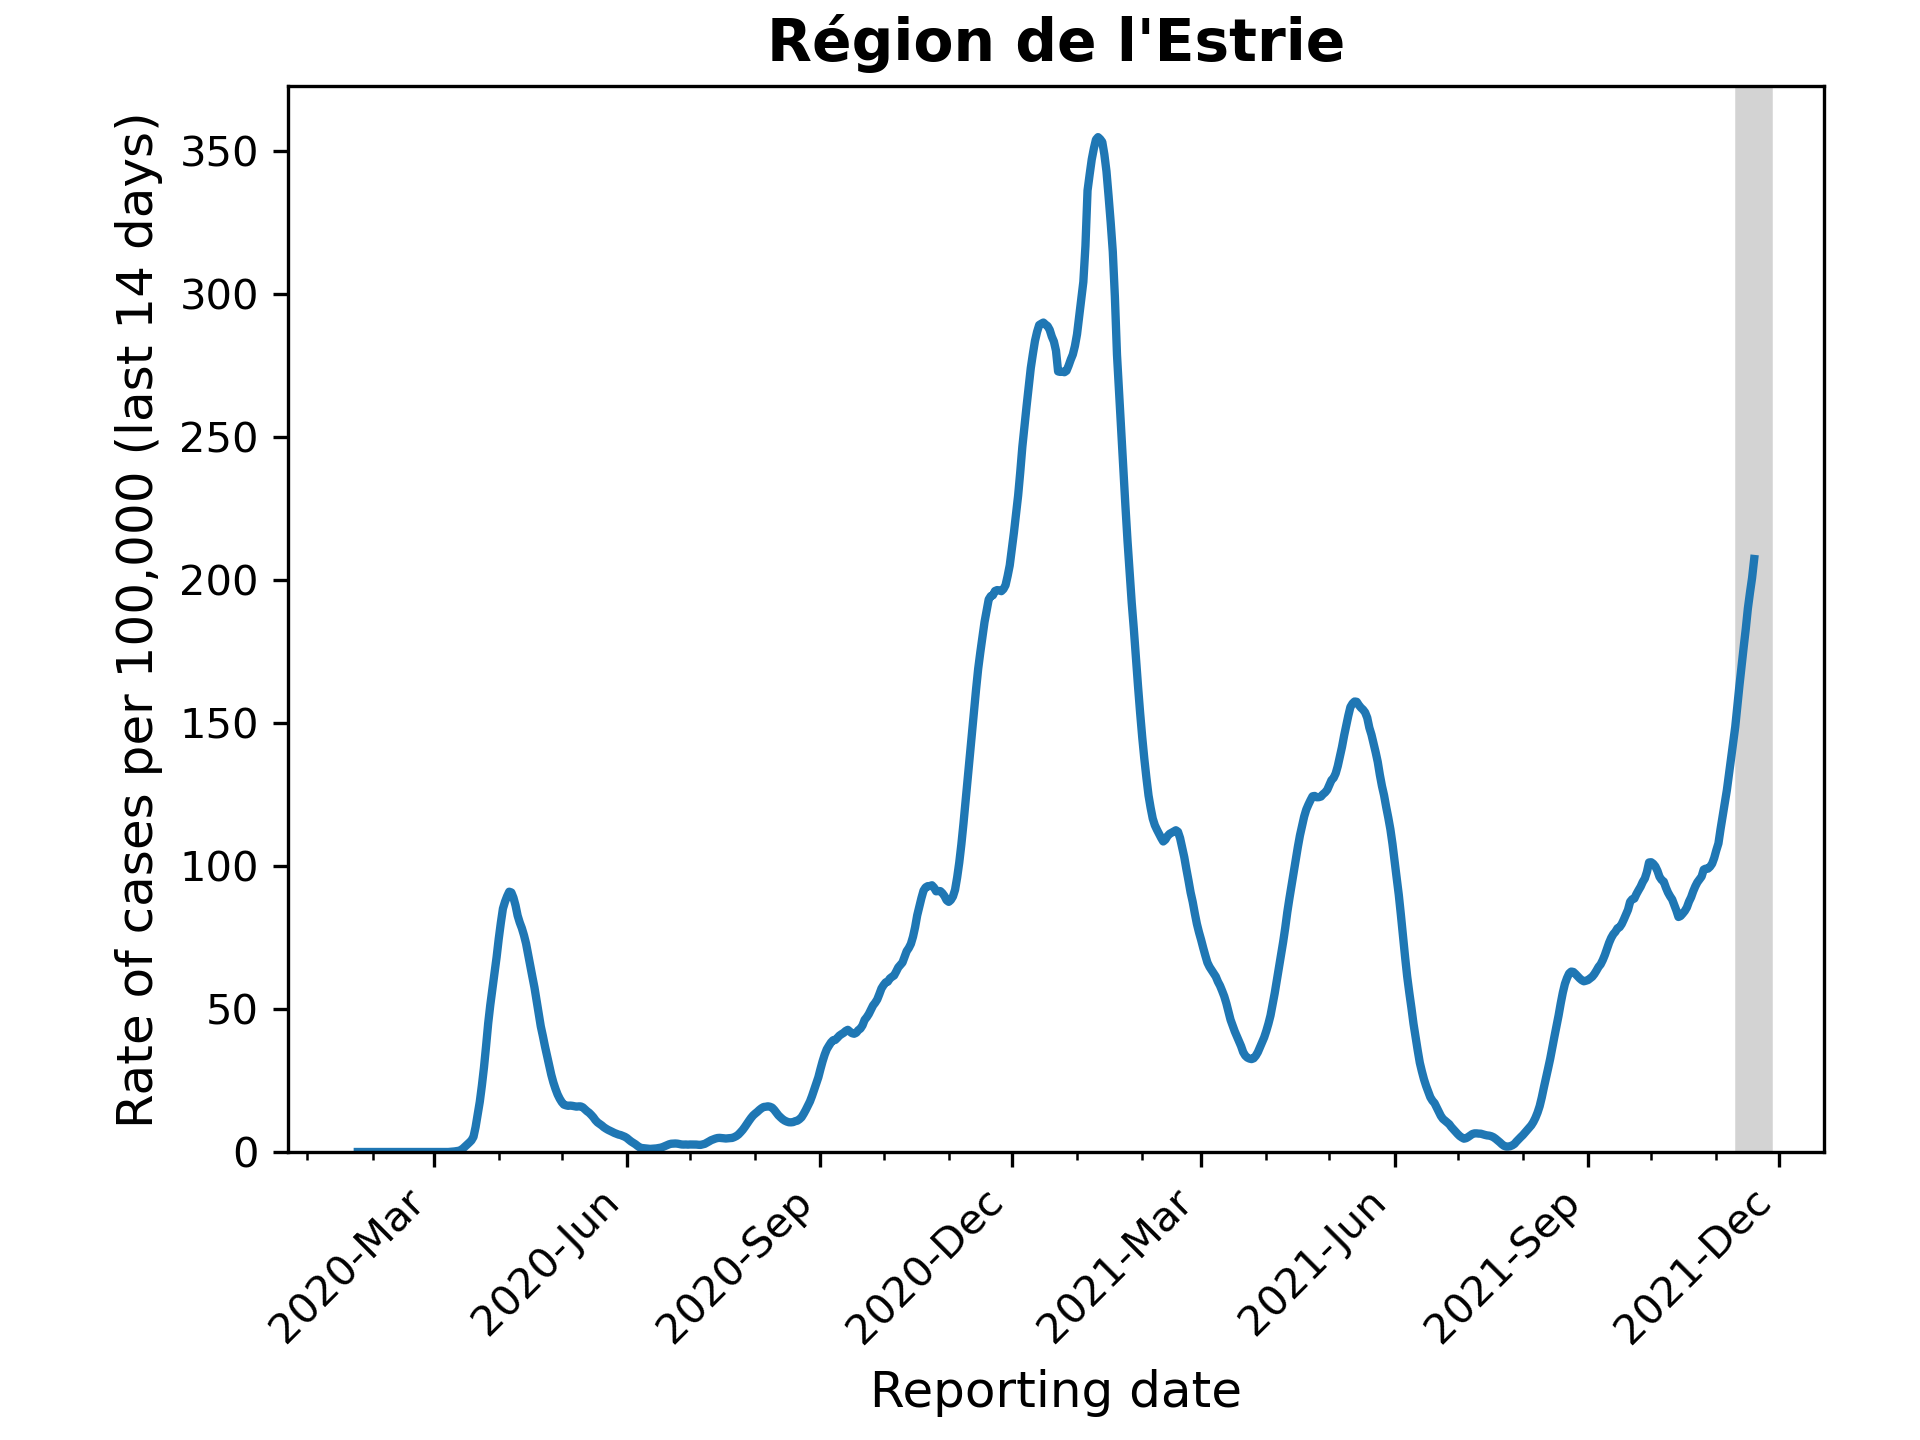 Région de l'Estrie
Rate of cases per 100,000 (last 14 days)
350
300
250
200
150
100
50
0
2020-Mar
2020-Jun
2020-Sep
2020-Dec
2021-Mar
2021-Jun
2021-Sep
2021-Dec
Reporting date